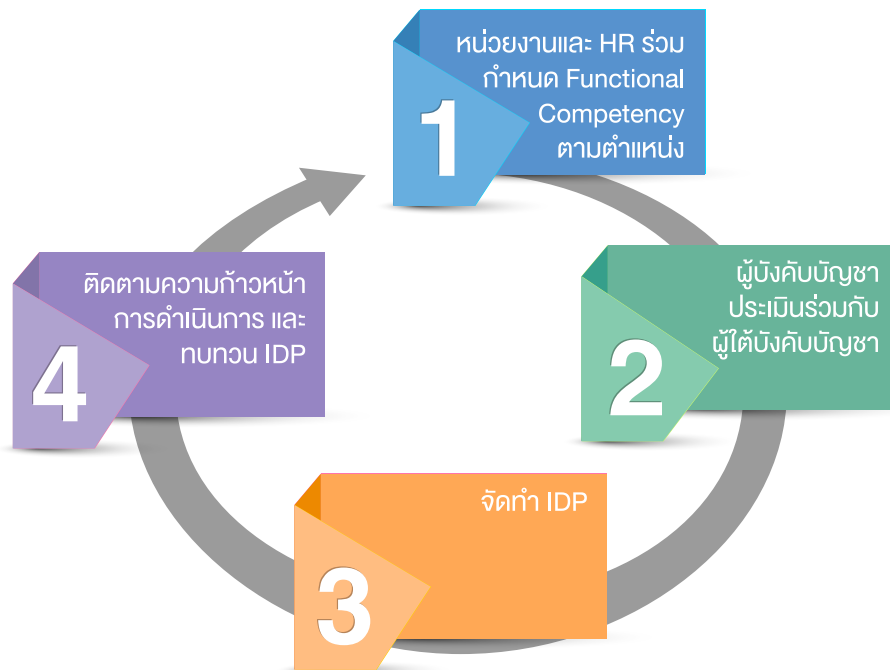 1
หน่วยงานและ HR ร่วม
กำหนด Functional
Competency
ตามตำแหน่ง
2
ผู้บังคับบัญชา
ประเมินร่วมกับ
ผู้ใต้บังคับบัญชา
3
จัดทำ IDP
4
ติดตามความก้าวหน้า
การดำเนินการ และ
ทบทวน IDP